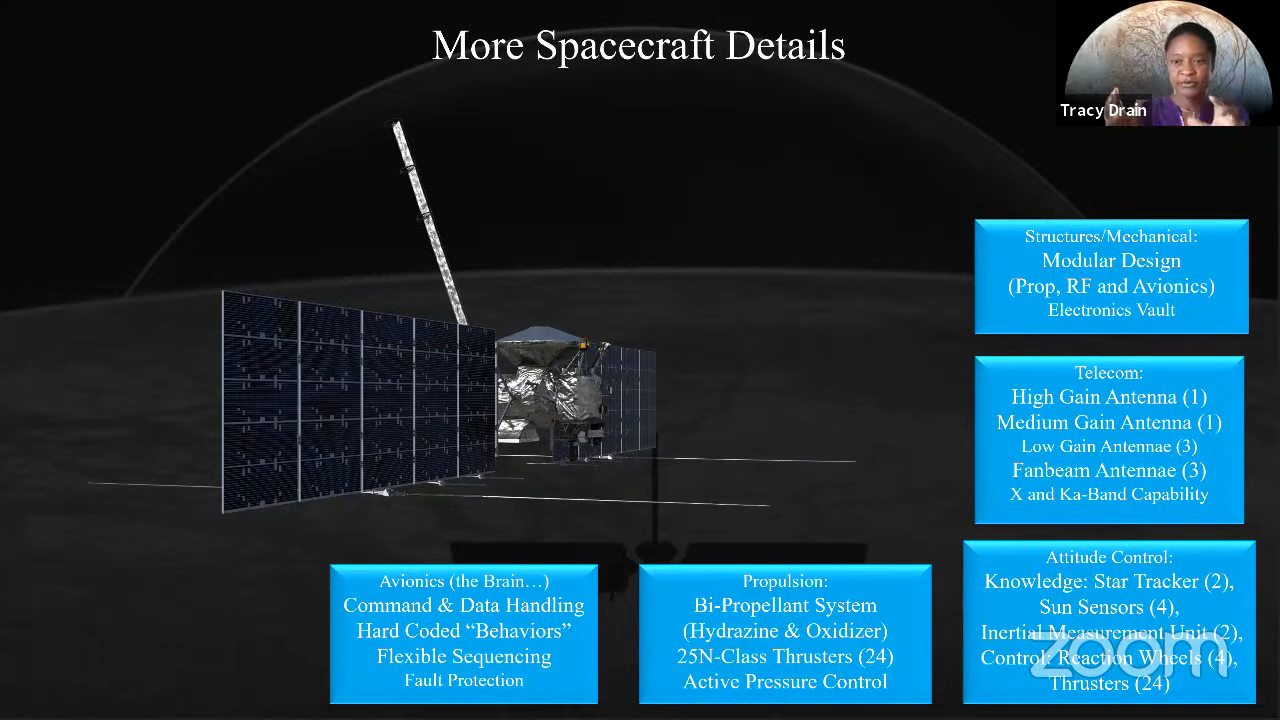 More Spacecraft Details
Tracy Drain
Structures/Mechanical:
Modular Design
(Prop, RF and Avionics)
Electronics Vault
Telecom:
High Gain Antenna (1)
Medium Gain Antenna (1)
Low Gain Antennae (3)
Fanbeam Antennae (3)
X and Ka-Band Capability
Avionics (the Brain…)
Command & Data Handling
Hard Coded “Behaviors”
Flexible Sequencing
Fault Protection
Propulsion:
Bi-Propellant System
(Hydrazine & Oxidizer)
25N-Class Thrusters (24)
Active Pressure Control
Attitude Control:
Knowledge: Star Tracker (2),
Sun Sensors (4),
Inertial Measurement Unit (2),
Control: Reaction Wheels (4),
Thrusters (24)
zoom